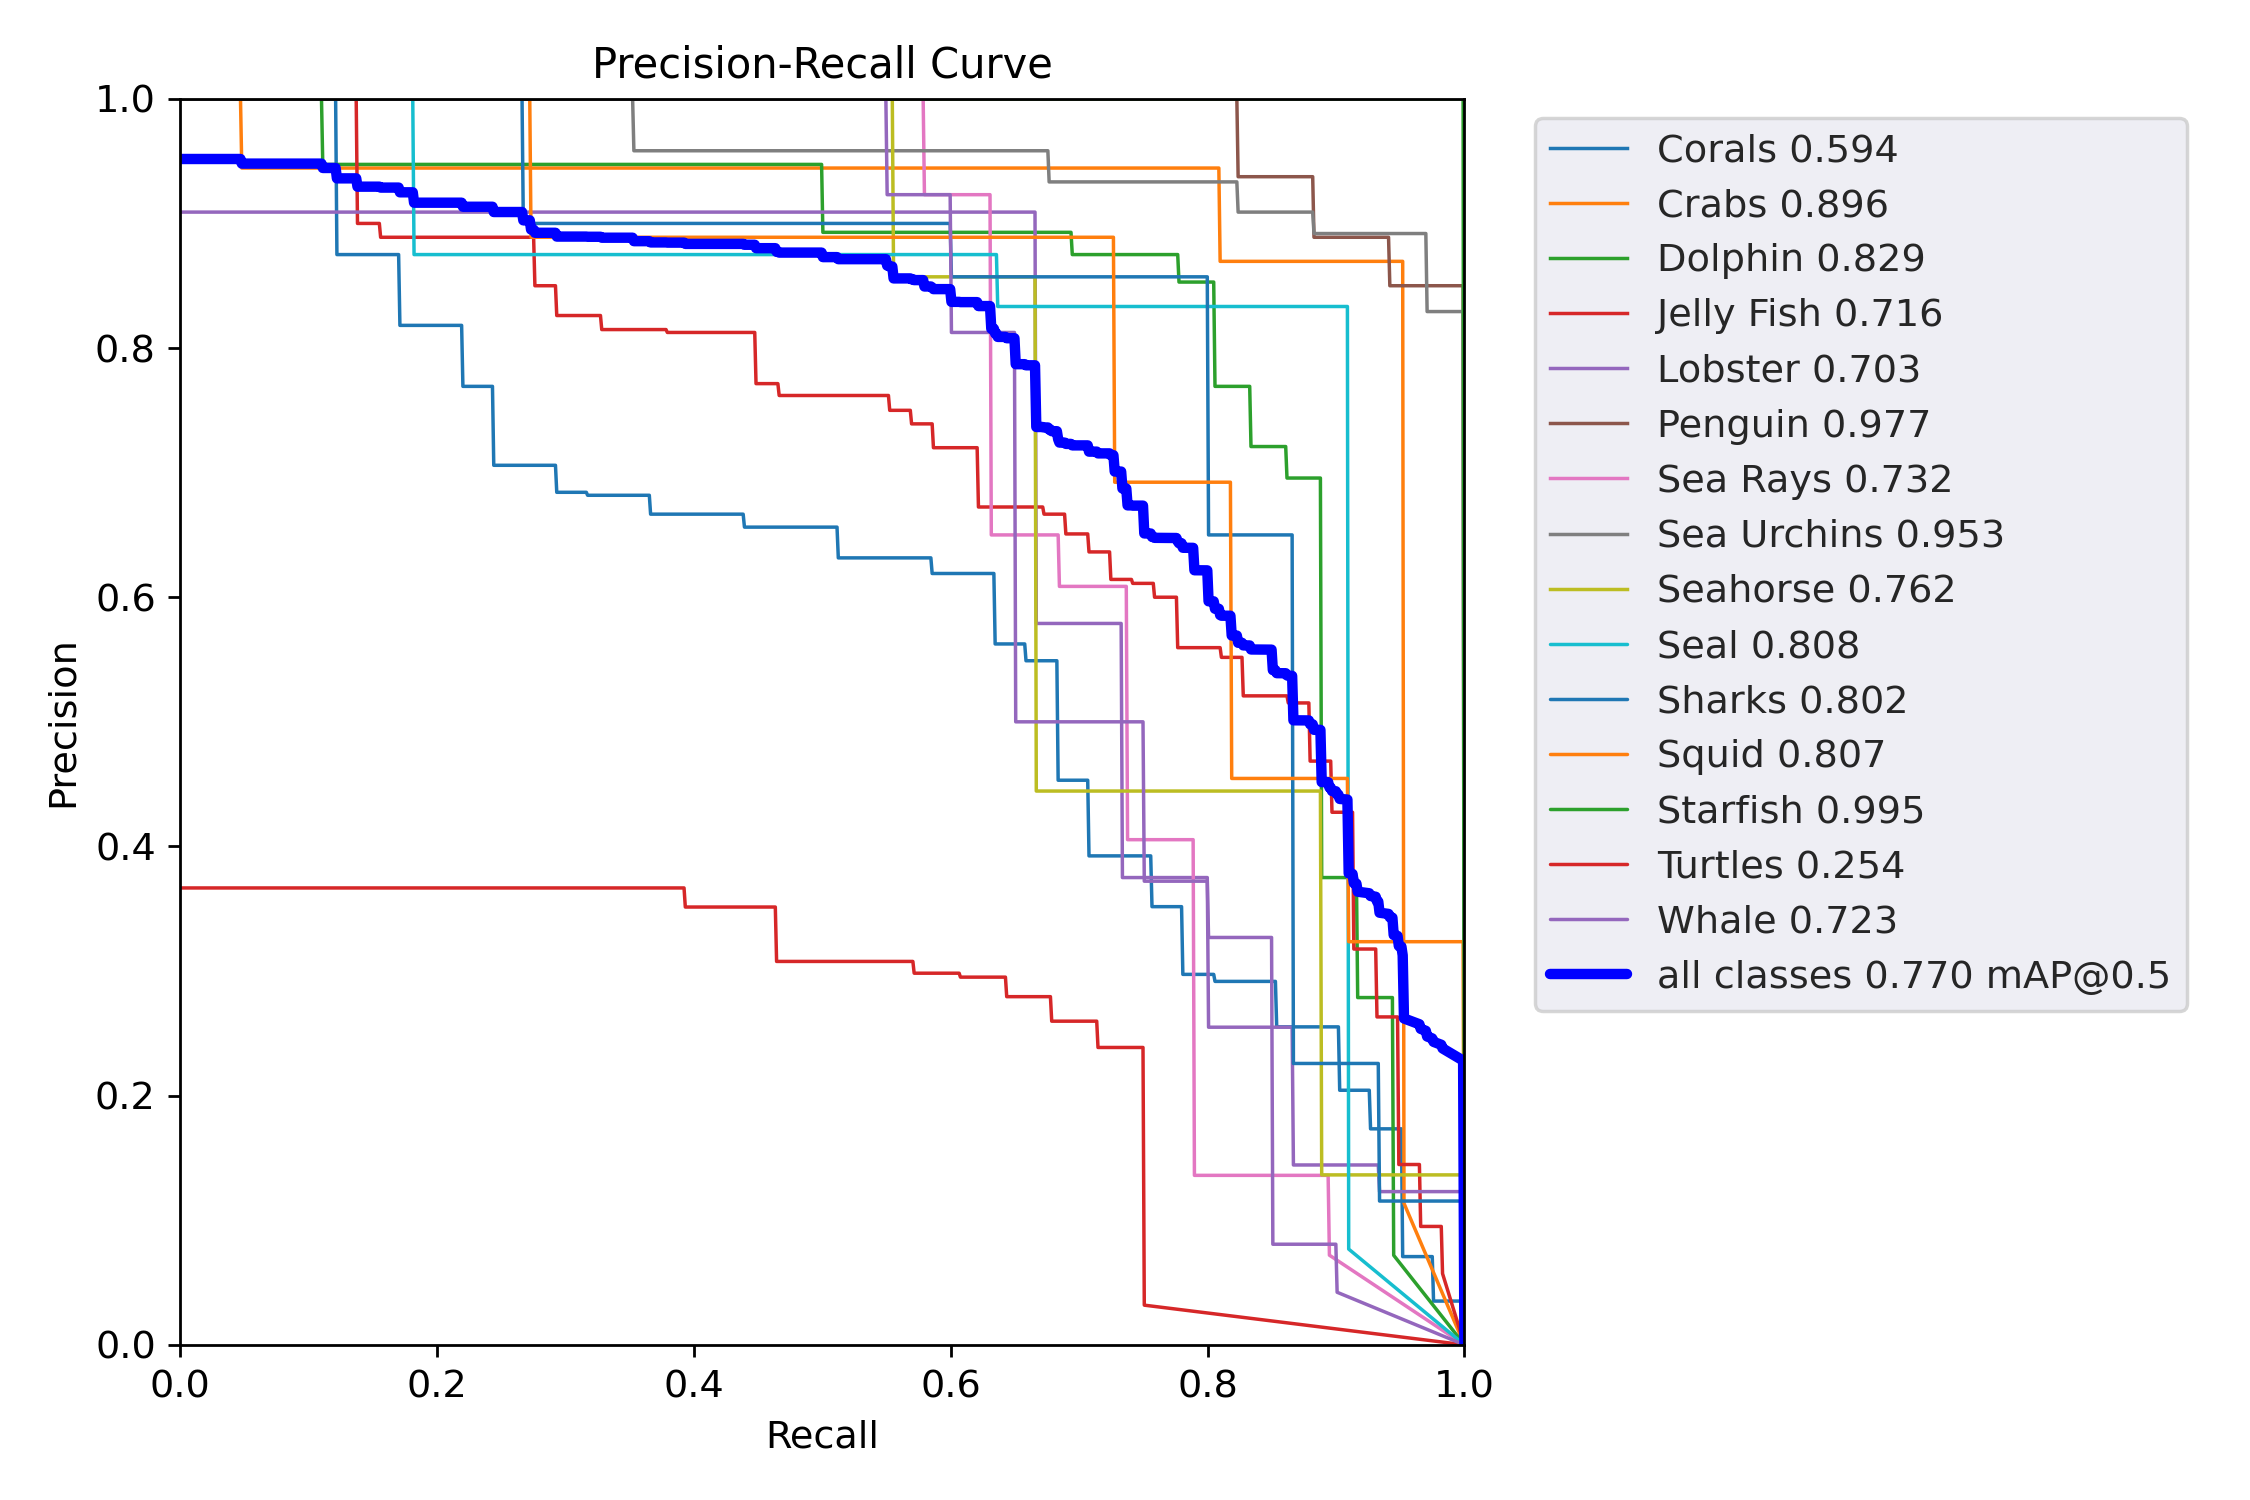 Precision-Recall Curve
1.0
0.8
0.6
0.4
0.2
0.0
Precision
0.0 0.2 0.4 0.6 0.8 1.0
Recall
Corals 0.594
Crabs 0.896
Dolphin 0.829
Jelly Fish 0.716
Lobster 0.703
Penguin 0.977
Sea Rays 0.732
Sea Urchins 0.953
Seahorse 0.762
Seal 0.808
Sharks 0.802
Squid 0.807
Starfish 0.995
Turtles 0.254
Whale 0.723
all classes 0.770 mAP@0.5